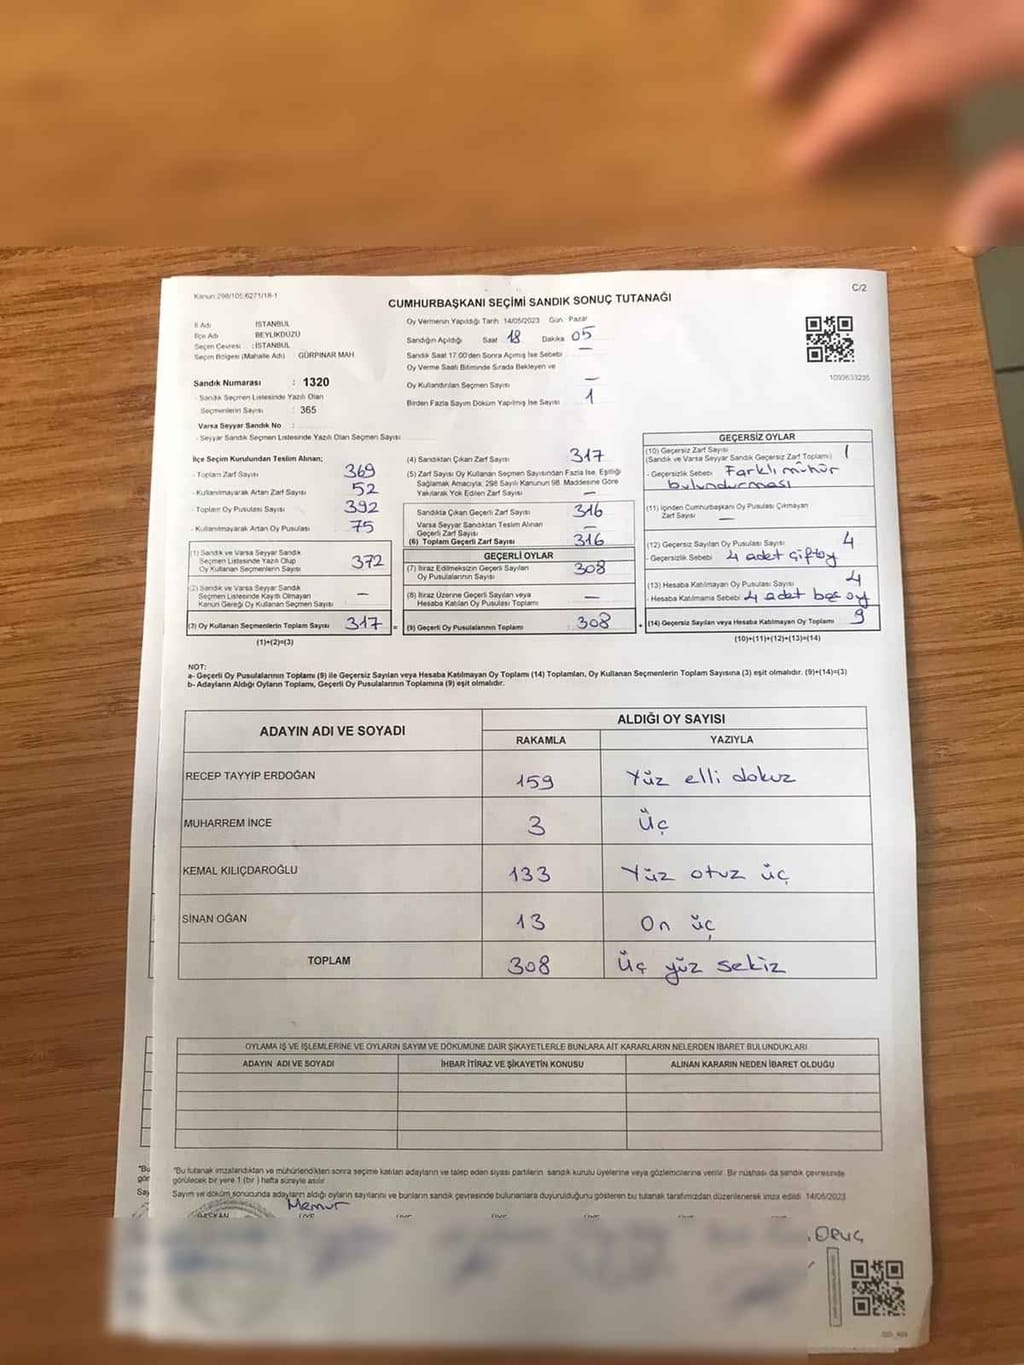 Kanun 298/105 6271/18-1
C/2
CUMHURBAŞKANI SEÇİMİ SANDIK SONUÇ TUTANAĞI
İl Adı İSTANBUL
İlçe Adı BEYLİKDÜZÜ
Seçim Çevresi : İSTANBUL
Seçim Bölgesi (Mahalle Adı) GÜRPINAR MAH
Sandık Numarası : 1320
- Sandık Seçmen Listesinde Yazılı Olan
Seçmenlerin Sayısı : 365
Varsa Seyyar Sandık No :
- Seyyar Sandık Seçmen Listesinde Yazılı Olan Seçmen Sayısı
Oy Vermenin Yapıldığı Tarih 14/05/2023 Gün Pazar
Sandığın Açıldığı Saat 18 Dakika 05
Sandık Saat 17:00'den Sonra Açılmış İse Sebebi —
Oy Verme Saati Bitiminde Sırada Bekleyen ve
Oy Kullandırılan Seçmen Sayısı —
Birden Fazla Sayım Döküm Yapılmış İse Sayısı 1
1093633235
İlçe Seçim Kurulundan Teslim Alınan;
- Toplam Zarf Sayısı 369
- Kullanılmayarak Artan Zarf Sayısı 52
- Toplam Oy Pusulası Sayısı 392
- Kullanılmayarak Artan Oy Pusulası 75
(1) Sandık ve Varsa Seyyar Sandık
Seçmen Listesinde Yazılı Olup
Oy Kullanan Seçmenlerin Sayısı 372
(2) Sandık ve Varsa Seyyar Sandık
Seçmen Listesinde Kayıtlı Olmayan
Kanun Gereği Oy Kullanan Seçmen Sayısı —
(3) Oy Kullanan Seçmenlerin Toplam Sayısı 317 =
(1)+(2)=(3)
(4) Sandıktan Çıkan Zarf Sayısı 317
(5) Zarf Sayısı Oy Kullanan Seçmen Sayısından Fazla İse, Eşitliği
Sağlamak Amacıyla, 298 Sayılı Kanunun 98. Maddesine Göre
Yakılarak Yok Edilen Zarf Sayısı —
Sandıkta Çıkan Geçerli Zarf Sayısı 316
Varsa Seyyar Sandıktan Teslim Alınan
Geçerli Zarf Sayısı —
(6) Toplam Geçerli Zarf Sayısı 316
GEÇERLİ OYLAR
(7) İtiraz Edilmeksizin Geçerli Sayılan
Oy Pusulalarının Sayısı 308
(8) İtiraz Üzerine Geçerli Sayılan veya
Hesaba Katılan Oy Pusulası Toplamı —
(9) Geçerli Oy Pusulalarının Toplamı : 308 +
GEÇERSİZ OYLAR
(10) Geçersiz Zarf Sayısı
(Sandık ve Varsa Seyyar Sandık Geçersiz Zarf Toplamı) 1
- Geçersizlik Sebebi Farklı mühür
bulundurması
(11) İçinden Cumhurbaşkanı Oy Pusulası Çıkmayan
Zarf Sayısı —
(12) Geçersiz Sayılan Oy Pusulası Sayısı 4
- Geçersizlik Sebebi 4 adet çift oy
(13) Hesaba Katılmayan Oy Pusulası Sayısı 4
- Hesaba Katılmama Sebebi 4 adet boş oy
(14) Geçersiz Sayılan veya Hesaba Katılmayan Oy Toplamı 9
(10)+(11)+(12)+(13)=(14)
NOT:
a- Geçerli Oy Pusulalarının Toplamı (9) ile Geçersiz Sayılan veya Hesaba Katılmayan Oy Toplamı (14) Toplamları, Oy Kullanan Seçmenlerin Toplam Sayısına (3) eşit olmalıdır. (9)+(14)=(3)
b- Adayların Aldığı Oyların Toplamı, Geçerli Oy Pusulalarının Toplamına (9) eşit olmalıdır.
ADAYIN ADI VE SOYADI
ALDIĞI OY SAYISI
RAKAMLA YAZIYLA
RECEP TAYYİP ERDOĞAN 159 Yüz elli dokuz
MUHARREM İNCE 3 Üç
KEMAL KILIÇDAROĞLU 133 Yüz otuz üç
SİNAN OĞAN 13 On üç
TOPLAM 308 Üç yüz sekiz
OYLAMA İŞ VE İŞLEMLERİNE VE OYLARIN SAYIM VE DÖKÜMÜNE DAİR ŞİKAYETLERLE BUNLARA AİT KARARLARIN NELERDEN İBARET BULUNDUKLARI
ADAYIN ADI VE SOYADI İHBAR İTİRAZ VE ŞİKAYETİN KONUSU ALINAN KARARIN NEDEN İBARET OLDUĞU
"Bu
gör
Say
"Bu tutanak imzalandıktan ve mühürlendikten sonra seçime katılan adayların ve talep eden siyasi partilerin sandık kurulu üyelerine veya gözlemcilerine verilir. Bir nüshası da sandık çevresinde
görülecek bir yere 1 (bir) hafta süreyle asılır
Sayım ve döküm sonucunda adayların aldığı oyların sayılarını ve bunların sandık çevresinde bulunanlara duyurulduğunu gösteren bu tutanak tarafımızdan düzenlenerek imza edildi. 14/05/2023
Memur
BAŞKAN
ORUÇ